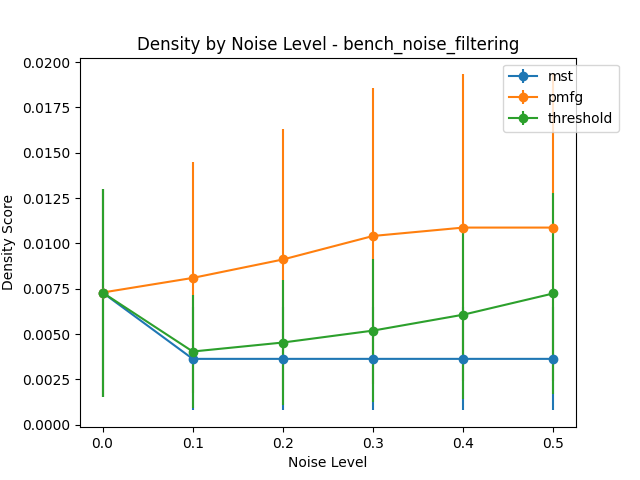 Density by Noise Level - bench_noise_filtering
mst
pmfg
threshold
Density Score
0.0200
0.0175
0.0150
0.0125
0.0100
0.0075
0.0050
0.0025
0.0000
0.0 0.1 0.2 0.3 0.4 0.5
Noise Level